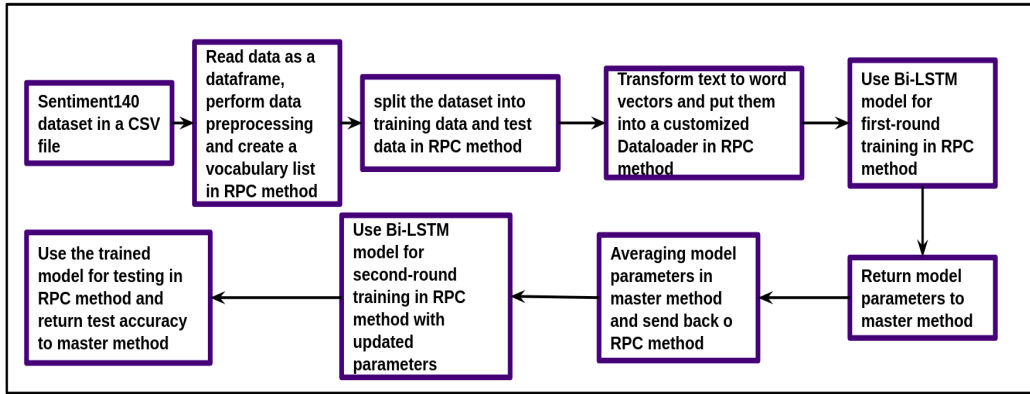 Sentiment140
dataset in a CSV
file
Read data as a
dataframe,
perform data
preprocessing
and create a
vocabulary list
in RPC method
split the dataset into
training data and test
data in RPC method
Transform text to word
vectors and put them
into a customized
Dataloader in RPC
method
Use Bi-LSTM
model for
first-round
training in RPC
method
Return model
parameters to
master method
Averaging model
parameters in
master method
and send back o
RPC method
Use Bi-LSTM
model for
second-round
training in RPC
method with
updated
parameters
Use the trained
model for testing in
RPC method and
return test accuracy
to master method